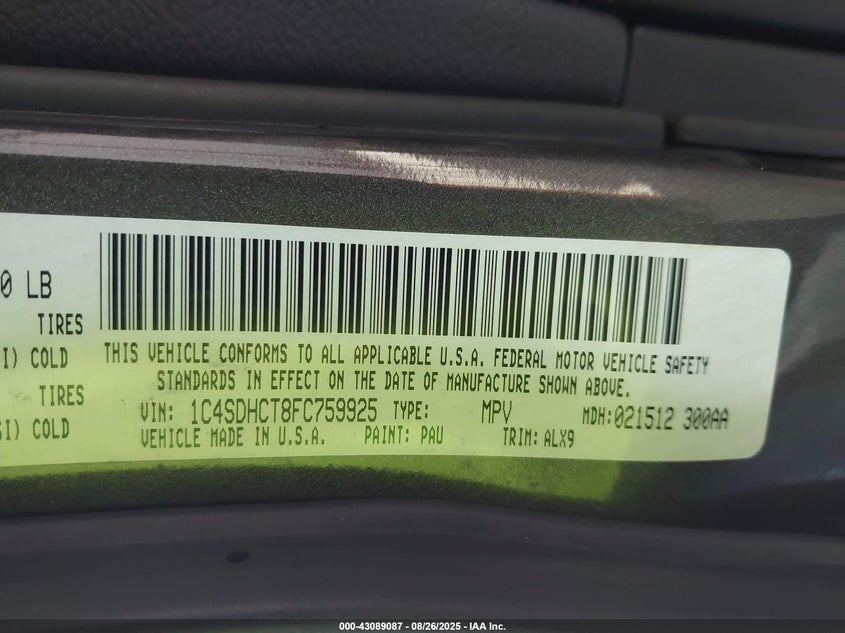 0 LB
TIRES
I) COLD
TIRES
SI) COLD
THIS VEHICLE CONFORMS TO ALL APPLICABLE U.S.A. FEDERAL MOTOR VEHICLE SAFETY
STANDARDS IN EFFECT ON THE DATE OF MANUFACTURE SHOWN ABOVE.
VIN: 1C4SDHCT8FC759925 TYPE: MPV MDH:021512 300AA
VEHICLE MADE IN U.S.A. PAINT: PAU TRIM: ALX9
000-43089087 - 08/26/2025 - IAA Inc.